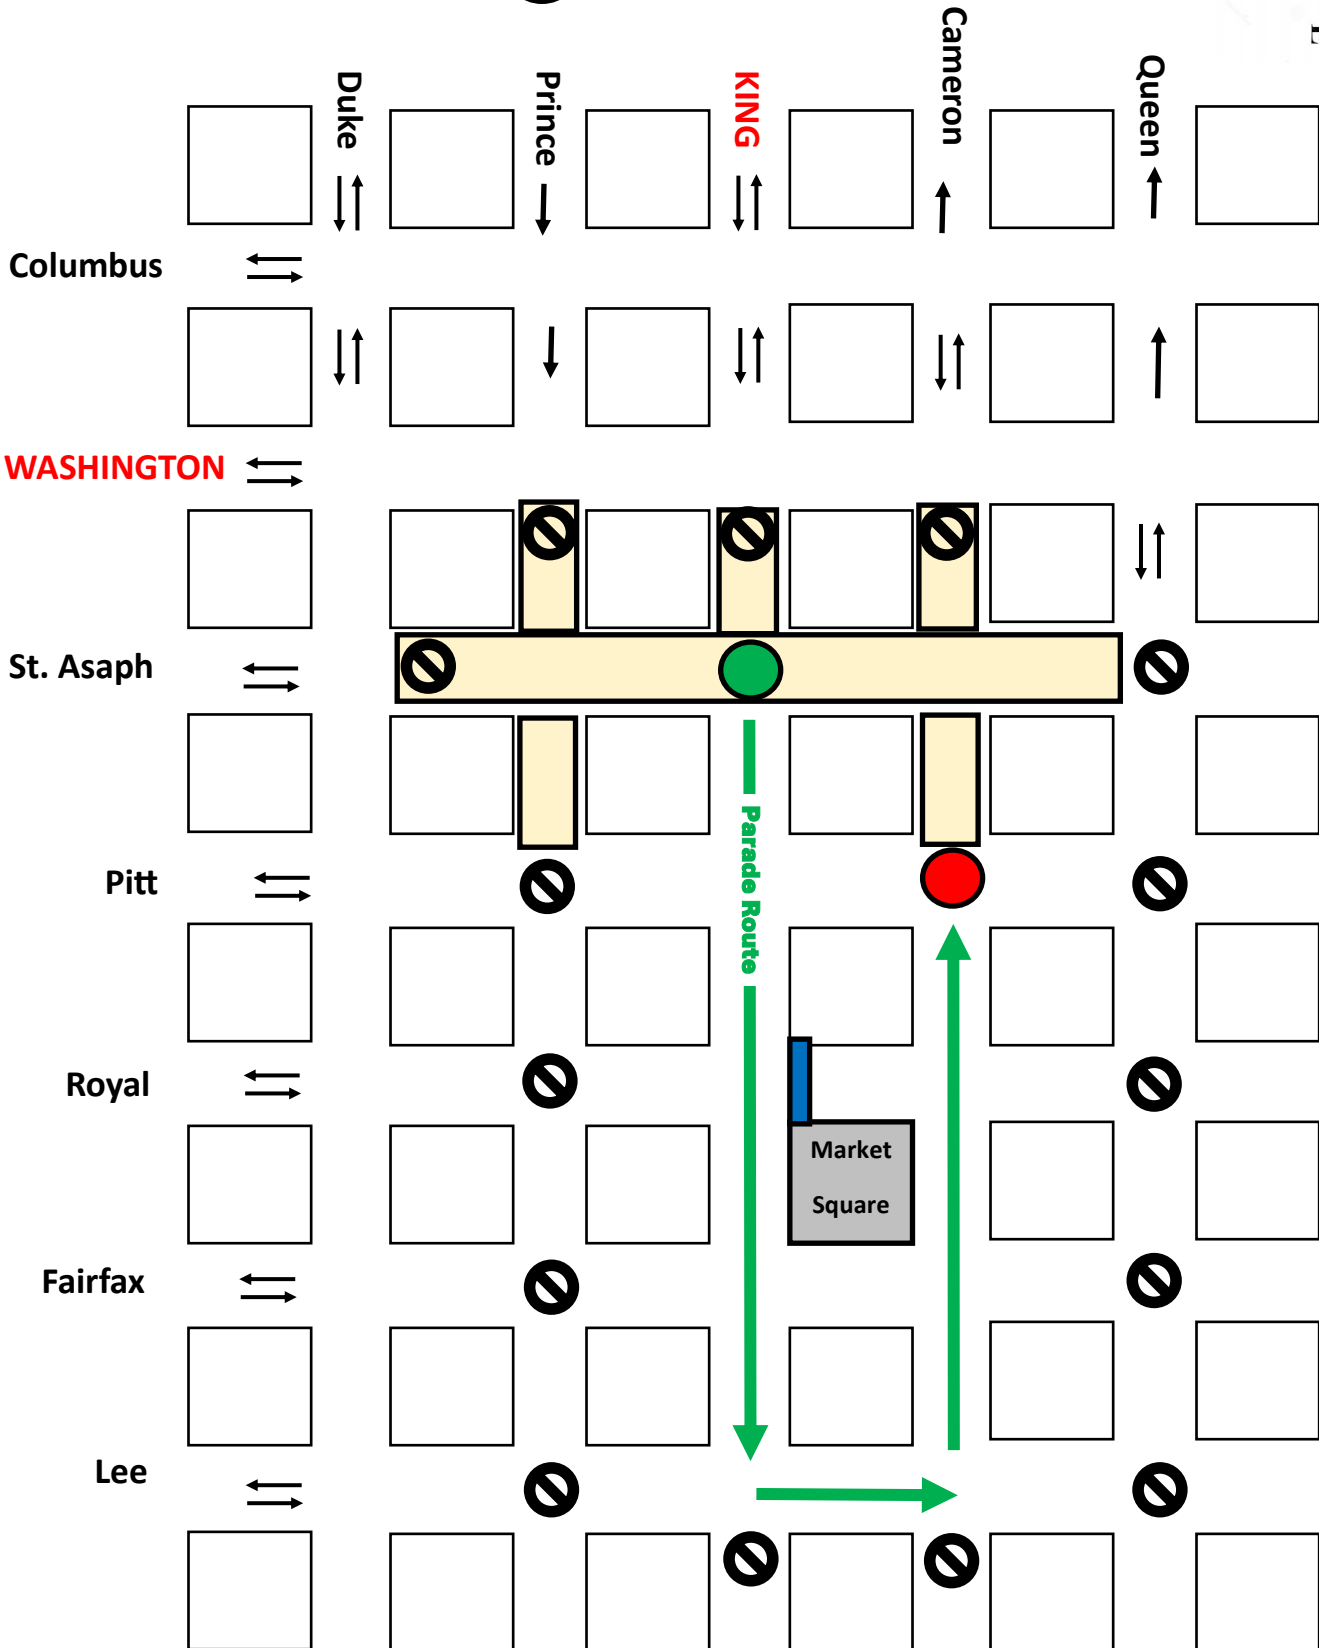 Duke
Prince
KING
Cameron
Queen
Columbus
WASHINGTON
St. Asaph
Parade Route
Pitt
Royal
Market
Square
Fairfax
Lee